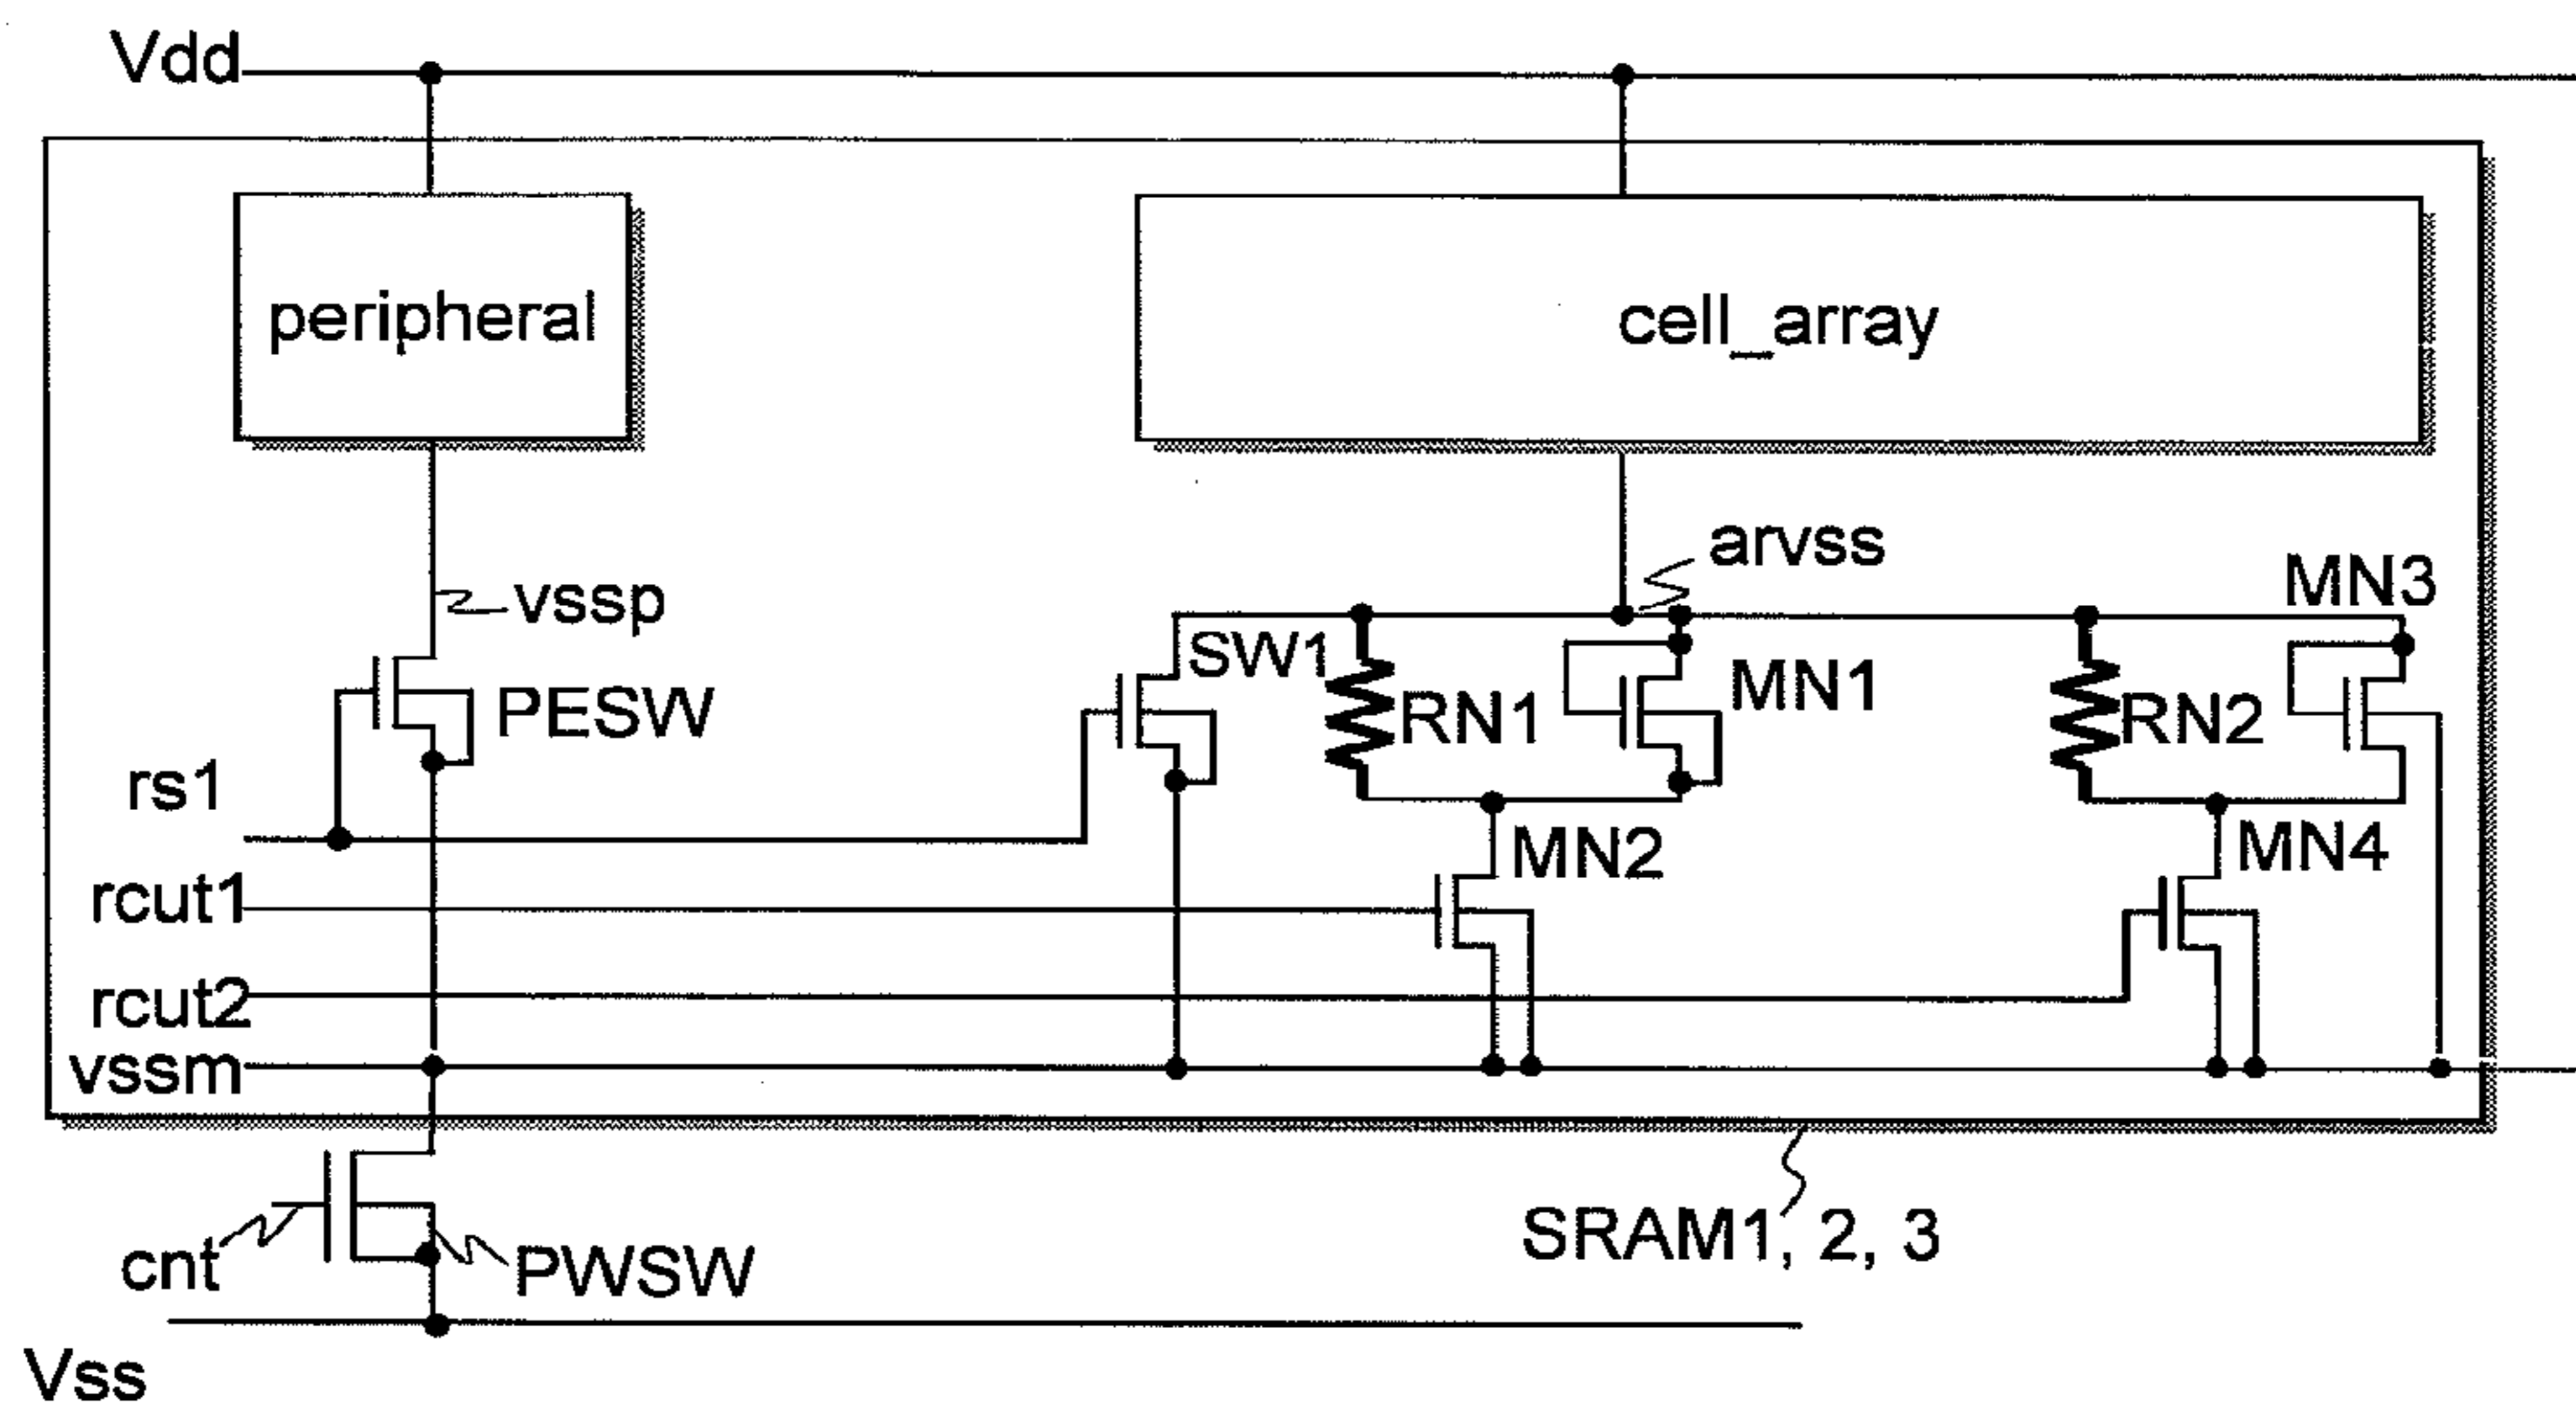 Vdd
peripheral
cell_array
arvss
MN3
vssp
SW1
PESW
RN1
MN1
RN2
rs1
MN2
MN4
rcut1
rcut2
vssm
SRAM1, 2, 3
cnt
PWSW
Vss